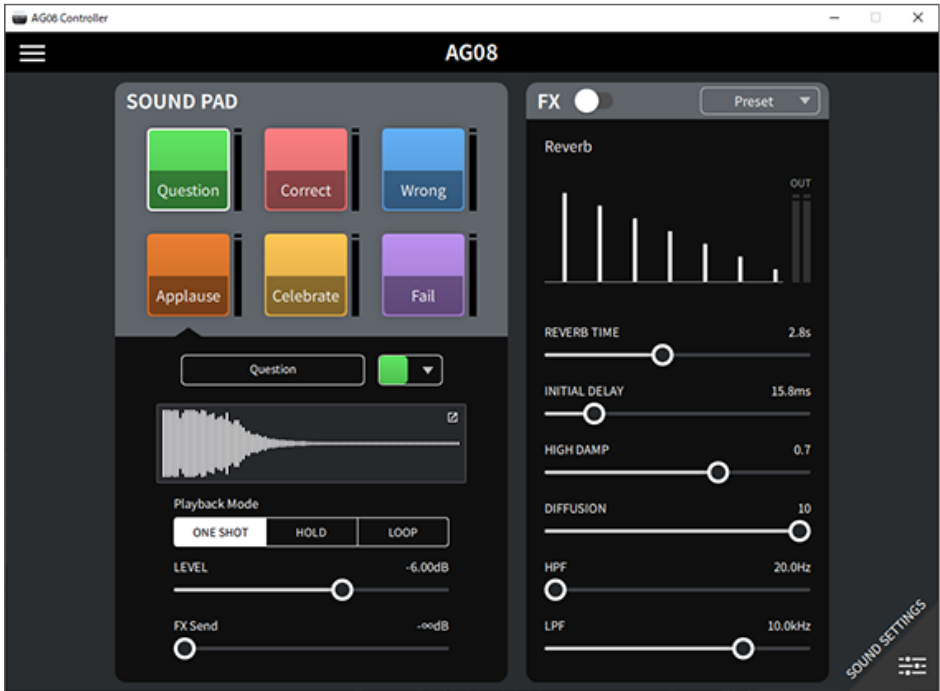 AG08 Controller
AG08
SOUND PAD
Question
Correct
Wrong
Applause
Celebrate
Fail
Question
Playback Mode
ONE SHOT
HOLD
LOOP
LEVEL
-6.00dB
FX Send
-∞dB
FX
Preset
Reverb
OUT
REVERB TIME
2.8s
INITIAL DELAY
15.8ms
HIGH DAMP
0.7
DIFFUSION
10
HPF
20.0Hz
LPF
10.0kHz
SOUND SETTINGS